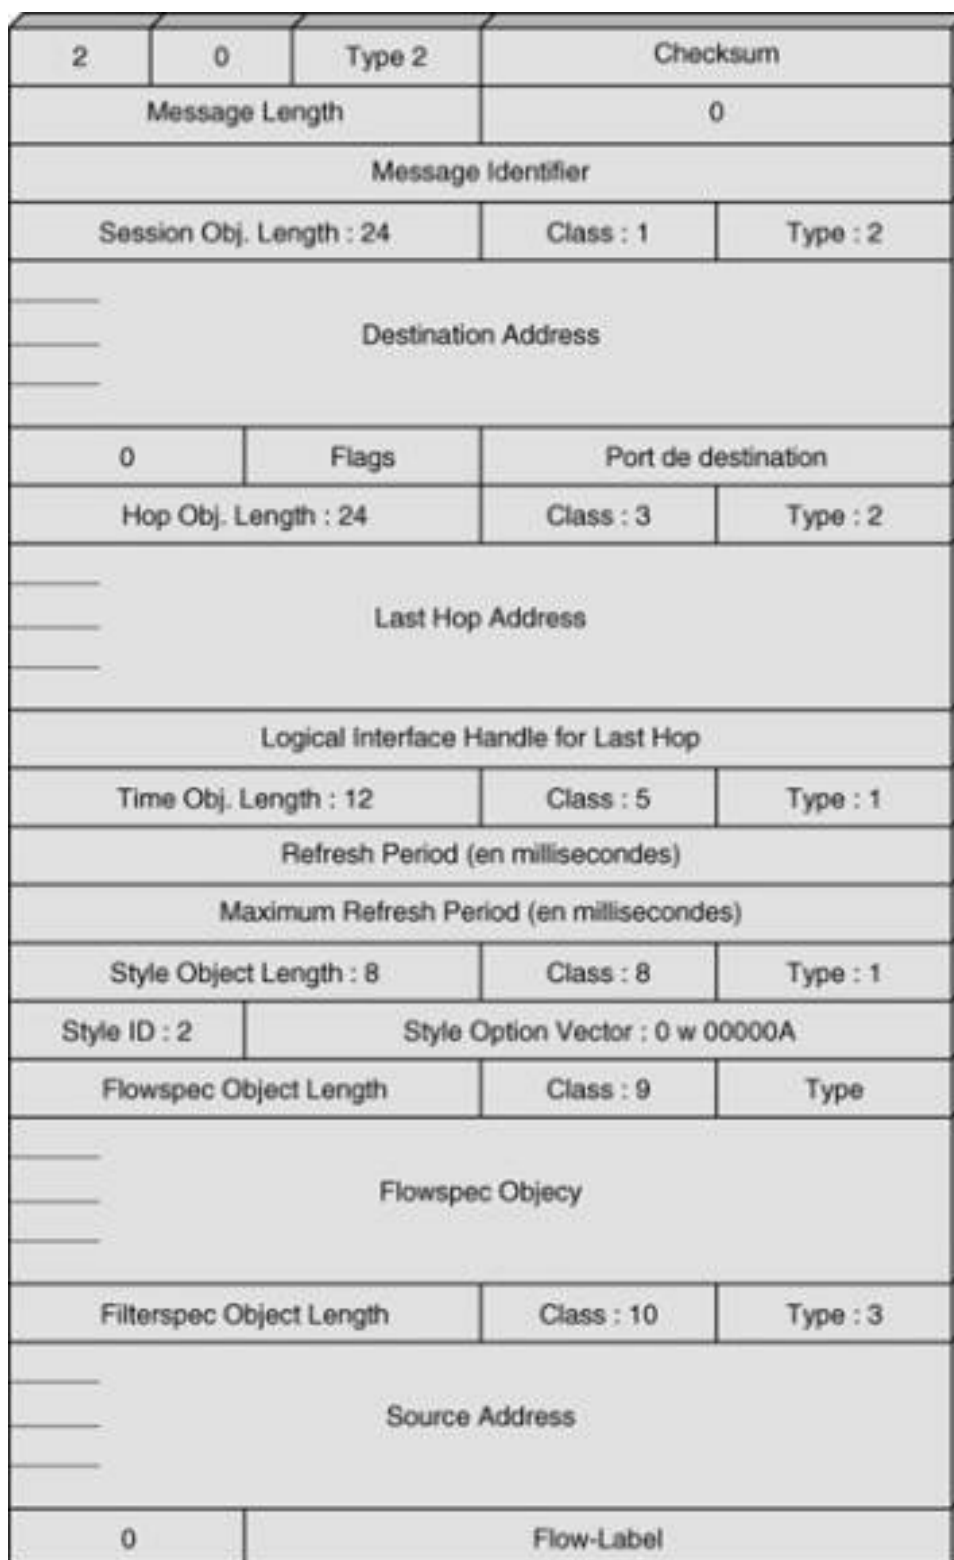 2 0 Type 2 Checksum
Message Length 0
Message Identifier
Session Obj. Length : 24 Class : 1 Type : 2
Destination Address
0 Flags Port de destination
Hop Obj. Length : 24 Class : 3 Type : 2
Last Hop Address
Logical Interface Handle for Last Hop
Time Obj. Length : 12 Class : 5 Type : 1
Refresh Period (en millisecondes)
Maximum Refresh Period (en millisecondes)
Style Object Length : 8 Class : 8 Type : 1
Style ID : 2 Style Option Vector : 0 w 00000A
Flowspec Object Length Class : 9 Type
Flowspec Objecy
Filterspec Object Length Class : 10 Type : 3
Source Address
0 Flow-Label